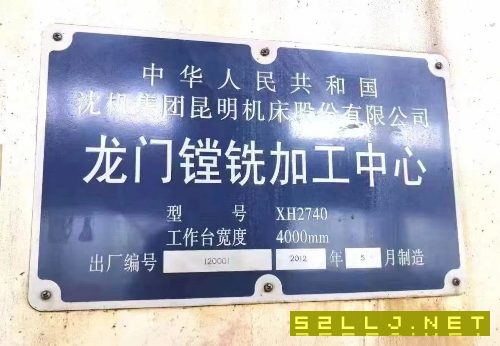 中华人民共和国
沈机集团昆明机床股份有限公司
龙门镗铣加工中心
型 号 XH2740
工作台宽度 4000mm
出厂编号 120001 2012 年 5 月制造
52LLJ.NET